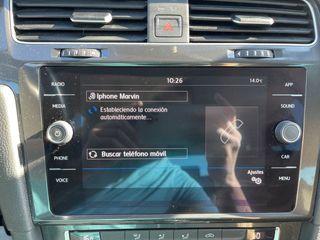 RADIO
MEDIA
PHONE
VOICE
10:26
14.0°C
APP
SOUND
CAR
MENU
Iphone Marvin
Estableciendo la conexión
automáticamente...
Buscar teléfono móvil
Ajustes